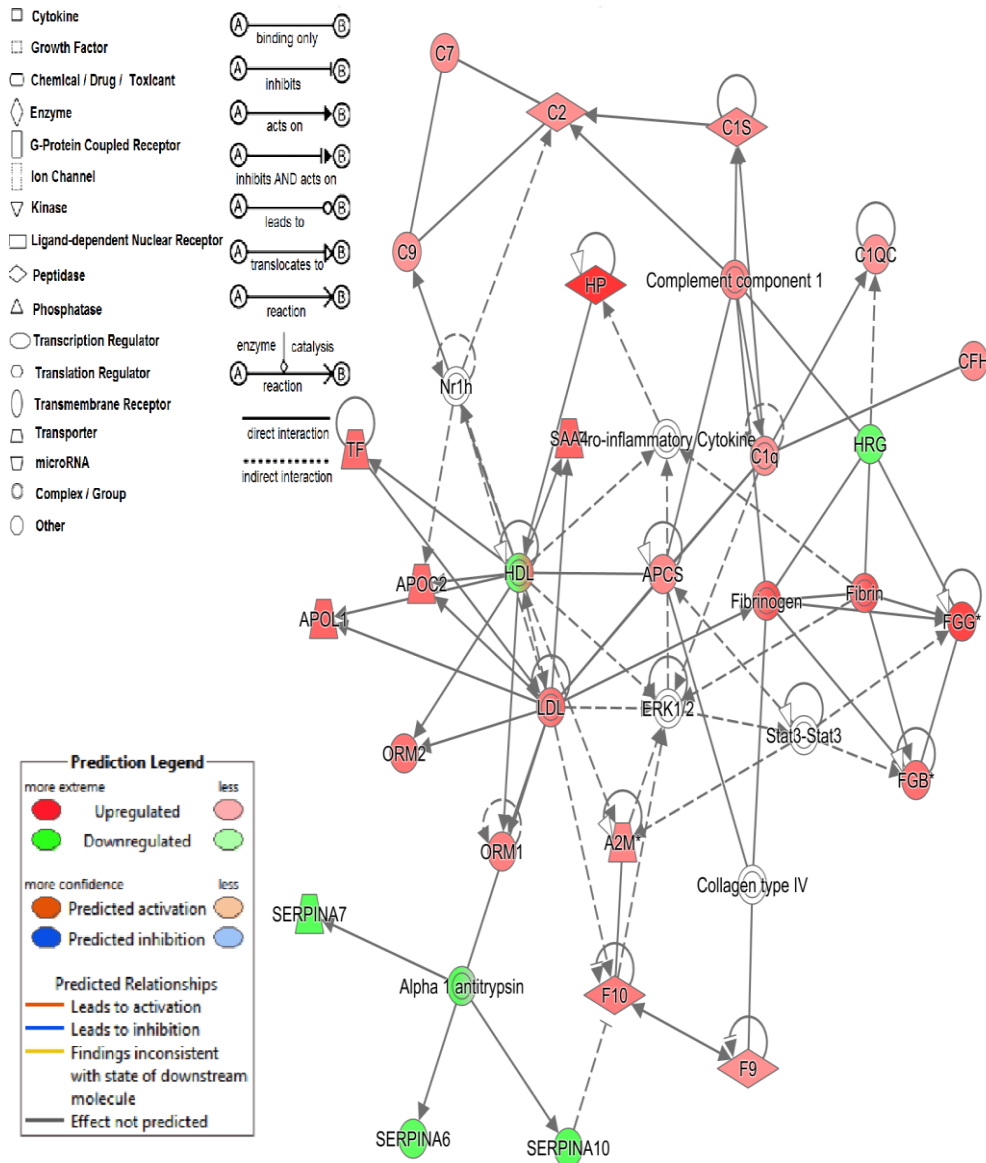 Cytokine
Growth Factor
Chemical / Drug / Toxicant
Enzyme
G-Protein Coupled Receptor
Ion Channel
Kinase
Ligand-dependent Nuclear Receptor
Peptidase
Phosphatase
Transcription Regulator
Translation Regulator
Transmembrane Receptor
Transporter
microRNA
Complex / Group
Other
A B
binding only
A B
inhibits
A B
acts on
A B
inhibits AND acts on
A B
leads to
A B
translocates to
A B
reaction
enzyme catalysis
A B
reaction
direct interaction
indirect interaction
C7
C2
C1S
C9
HP
Complement component 1
C1QC
CFH
Nr1h
TF
SAA4
ro-inflammatory Cytokine
C1q
HRG
APOC2
HDL
APCS
Fibrinogen
Fibrin
FGG*
APOL1
LDL
ERK1/2
Stat3-Stat3
ORM2
FGB*
ORM1
A2M*
Collagen type IV
SERPINA7
Alpha 1 antitrypsin
F10
F9
SERPINA6
SERPINA10
Prediction Legend
more extreme less
Upregulated
Downregulated
more confidence less
Predicted activation
Predicted inhibition
Predicted Relationships
Leads to activation
Leads to inhibition
Findings inconsistent
with state of downstream
molecule
Effect not predicted